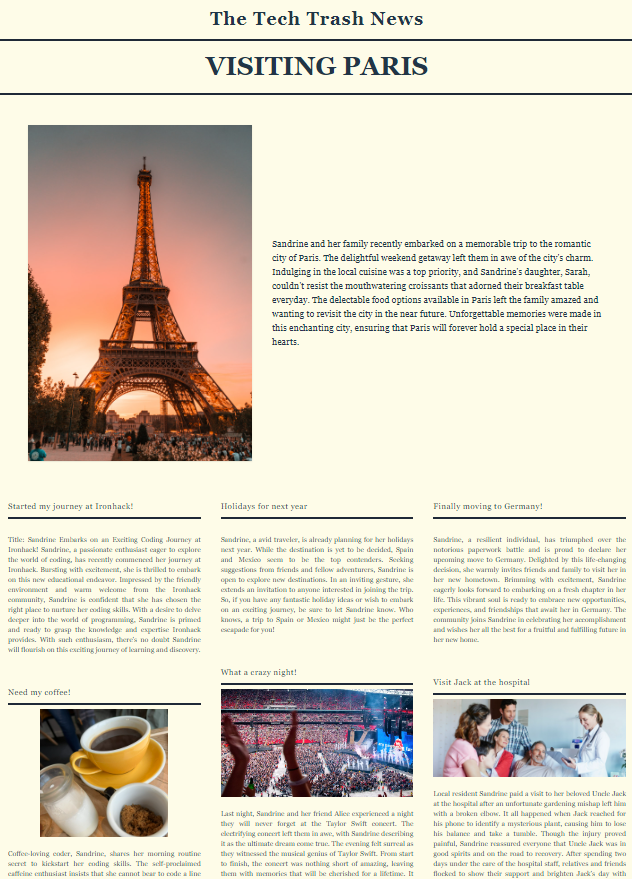 The Tech Trash News
VISITING PARIS
Sandrine and her family recently embarked on a memorable trip to the romantic
city of Paris. The delightful weekend getaway left them in awe of the city's charm.
Indulging in the local cuisine was a top priority, and Sandrine's daughter, Sarah,
couldn't resist the mouthwatering croissants that adorned their breakfast table
everyday. The delectable food options available in Paris left the family amazed and
wanting to revisit the city in the near future. Unforgettable memories were made in
this enchanting city, ensuring that Paris will forever hold a special place in their
hearts.
Started my journey at Ironhack!
Title: Sandrine Embarks on an Exciting Coding Journey at
Ironhack! Sandrine, a passionate enthusiast eager to explore
the world of coding, has recently commenced her journey at
Ironhack. Bursting with excitement, she is thrilled to embark
on this new educational endeavor. Impressed by the friendly
environment and warm welcome from the Ironhack
community, Sandrine is confident that she has chosen the
right place to nurture her coding skills. With a desire to delve
deeper into the world of programming, Sandrine is primed
and ready to grasp the knowledge and expertise Ironhack
provides. With such enthusiasm, there's no doubt Sandrine
will flourish on this exciting journey of learning and discovery.
Need my coffee!
Coffee-loving coder, Sandrine, shares her morning routine
secret to kickstart her coding skills. The self-proclaimed
caffeine enthusiast insists that she cannot bear to code a line
Holidays for next year
Sandrine, a avid traveler, is already planning for her holidays
next year. While the destination is yet to be decided, Spain
and Mexico seem to be the top contenders. Seeking
suggestions from friends and fellow adventurers, Sandrine is
open to explore new destinations. In an inviting gesture, she
extends an invitation to anyone interested in joining the trip.
So, if you have any fantastic holiday ideas or wish to embark
on an exciting journey, be sure to let Sandrine know. Who
knows, a trip to Spain or Mexico might just be the perfect
escapade for you!
What a crazy night!
Last night, Sandrine and her friend Alice experienced a night
they will never forget at the Taylor Swift concert. The
electrifying concert left them in awe, with Sandrine describing
it as the ultimate dream come true. The evening felt surreal as
they witnessed the musical genius of Taylor Swift. From start
to finish, the concert was nothing short of amazing, leaving
them with memories that will be cherished for a lifetime. It
Finally moving to Germany!
Sandrine, a resilient individual, has triumphed over the
notorious paperwork battle and is proud to declare her
upcoming move to Germany. Delighted by this life-changing
decision, she warmly invites friends and family to visit her in
her new hometown. Brimming with excitement, Sandrine
eagerly looks forward to embarking on a fresh chapter in her
life. This vibrant soul is ready to embrace new opportunities,
experiences, and friendships that await her in Germany. The
community joins Sandrine in celebrating her accomplishment
and wishes her all the best for a fruitful and fulfilling future in
her new home.
Visit Jack at the hospital
Local resident Sandrine paid a visit to her beloved Uncle Jack
at the hospital after an unfortunate gardening mishap left him
with a broken elbow. It all happened when Jack reached for
his phone to identify a mysterious plant, causing him to lose
his balance and take a tumble. Though the injury proved
painful, Sandrine reassured everyone that Uncle Jack was in
good spirits and on the road to recovery. After spending two
days under the care of the hospital staff, relatives and friends
flocked to show their support and brighten Jack's day with